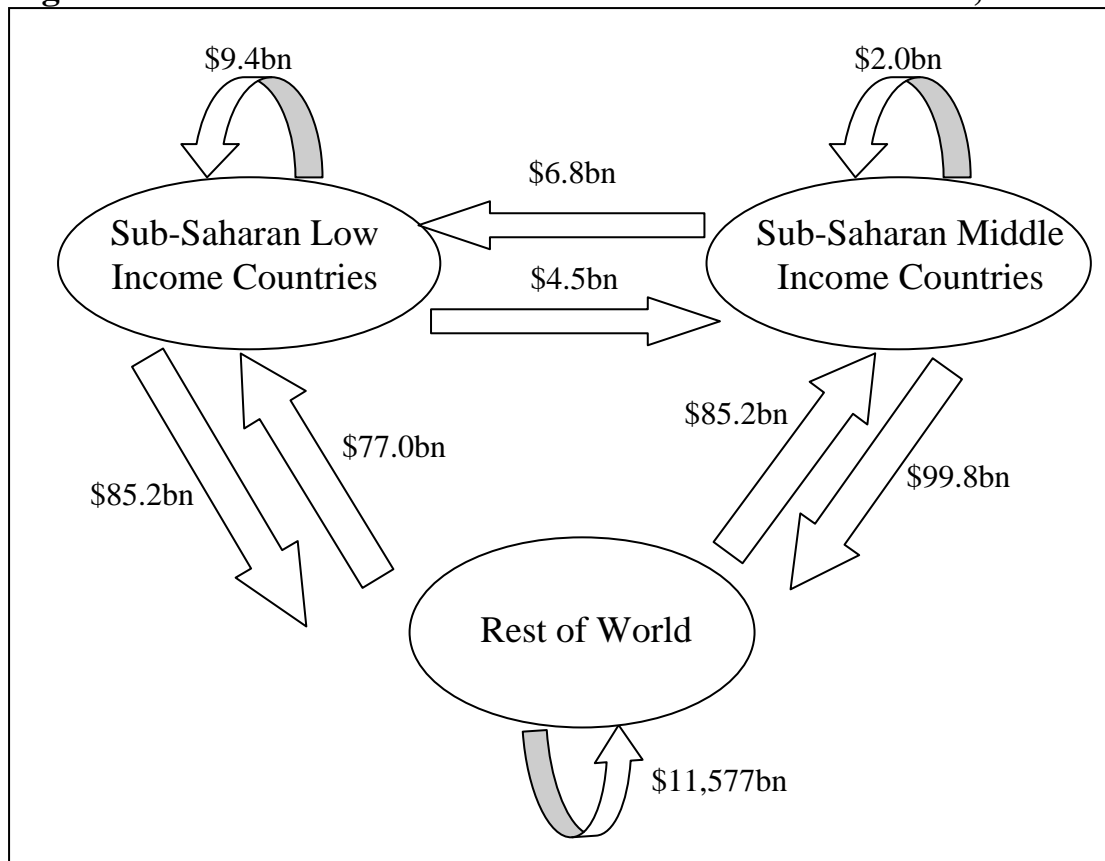 $9.4bn
$2.0bn
$6.8bn
Sub-Saharan Low
Income Countries
Sub-Saharan Middle
Income Countries
$4.5bn
$85.2bn
$77.0bn
$85.2bn
$99.8bn
Rest of World
$11,577bn